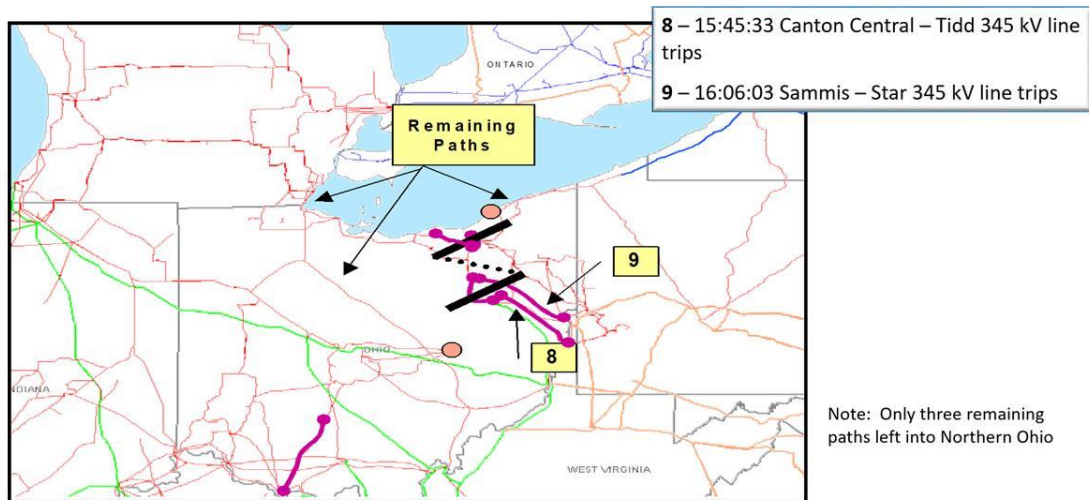 8 – 15:45:33 Canton Central – Tidd 345 kV line
trips
9 – 16:06:03 Sammis – Star 345 kV line trips
ONTARIO
Remaining
Paths
9
8
OHIO
NDIANA
WEST VIRGINIA
Note: Only three remaining
paths left into Northern Ohio